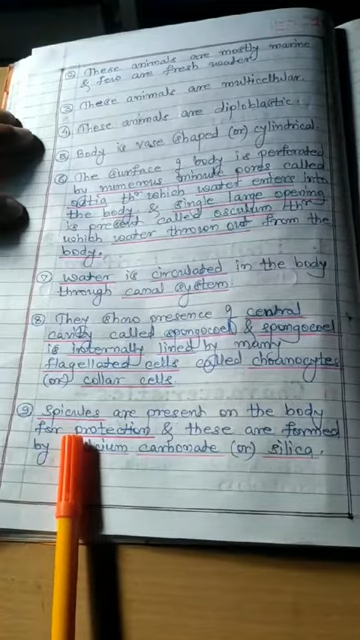 ② These animals are mostly marine
& few are fresh water
③ These animals are multicellular.
④ These animals are diploblastic.
⑤ Body is vase shaped (or) cylindrical.
⑥ The surface of body is perforated
by numerous minute pores called
ostia thr which water enters into
the body & single large opening
is present called osculum thr
which water thrown out from the
body.
⑦ water is circulated in the body
through canal system.
⑧ They show presence of central
cavity called spongocoel & spongocoel
is internally lined by many
flagellated cells called choanocytes
(or) collar cells.
⑨ Spicules are present on the body
for protection & these are formed
by carbonate (or) silica.